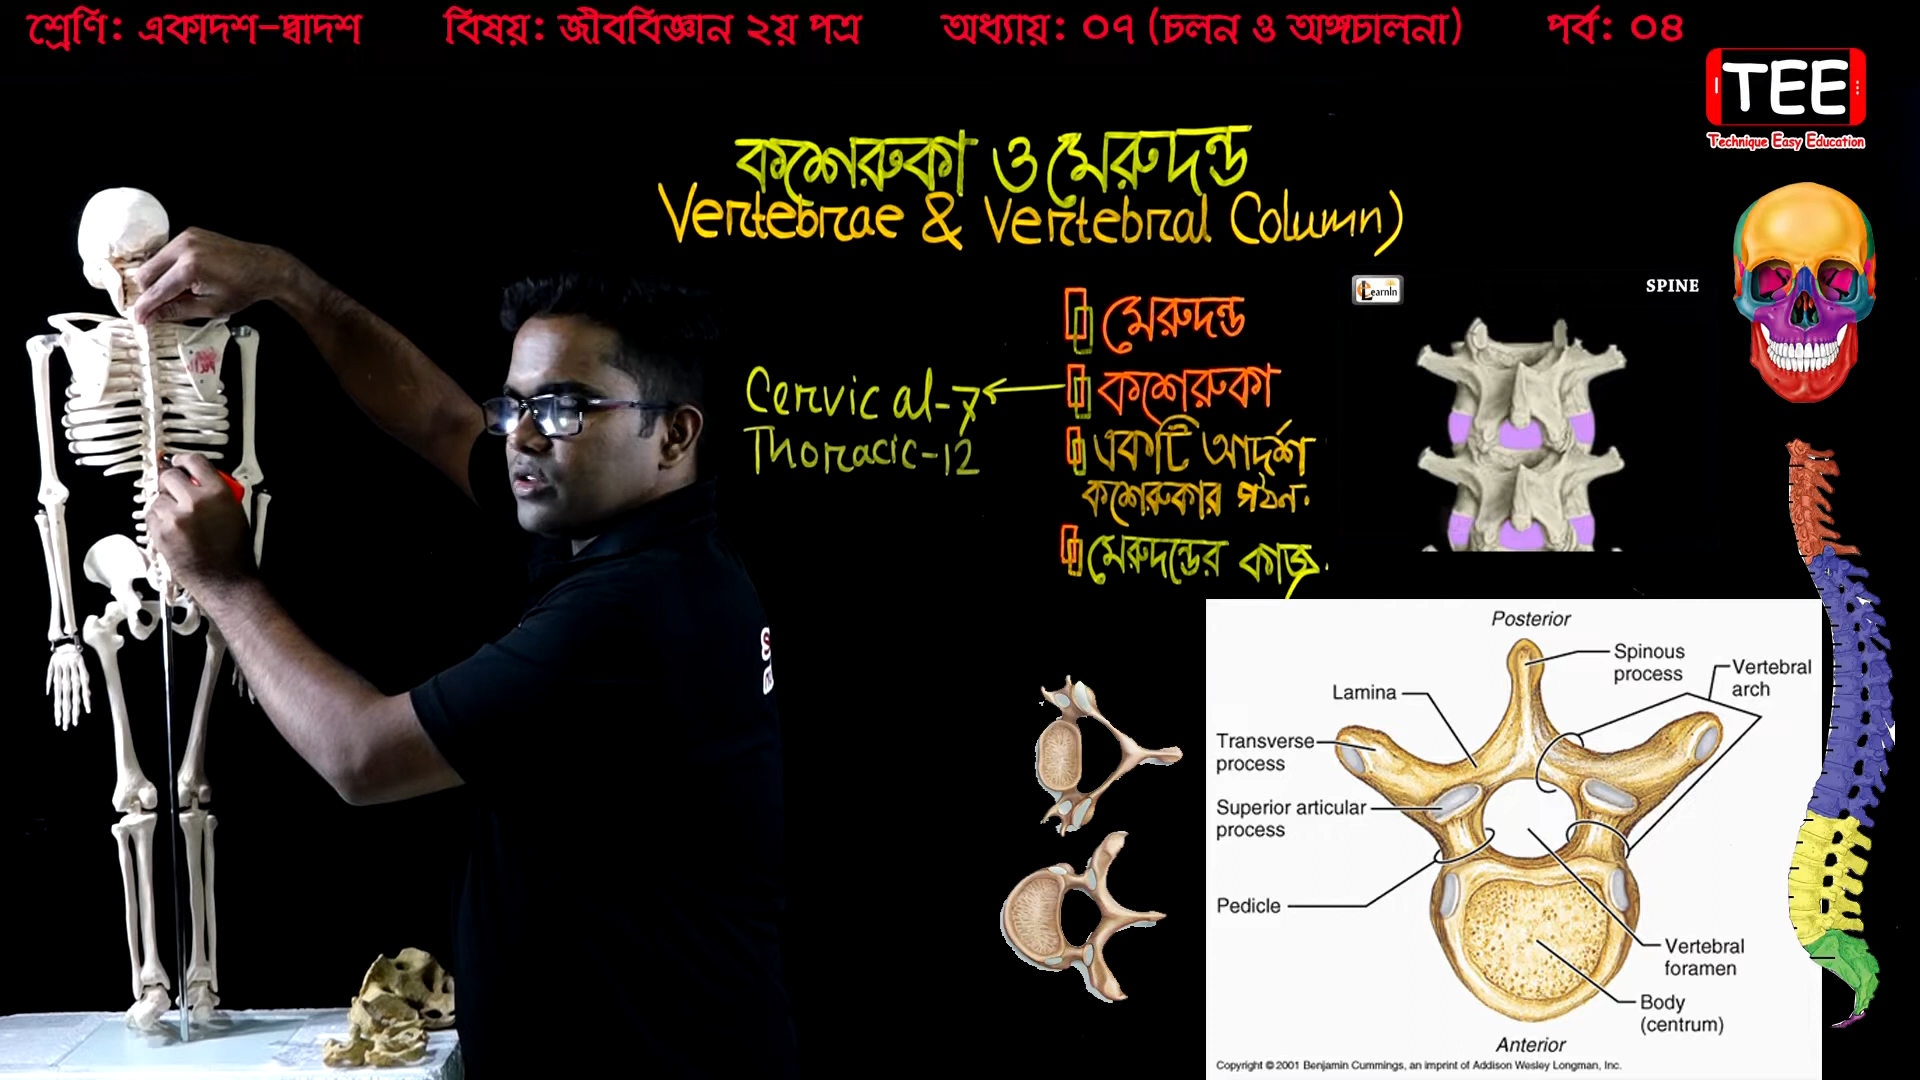 শ্রেণি: একাদশ-দ্বাদশ বিষয়: জীববিজ্ঞান ২য় পত্র অধ্যায়: ০৭ (চলন ও অঙ্গচালনা) পর্ব: ০৪
TEE
Technique Easy Education
কশেরুকা ও মেরুদন্ড
Vertebrae & Vertebral Column)
LearnIn
SPINE
মেরুদন্ড
কশেরুকা
Cervical-7
Thoracic-12
একটি আদর্শ
কশেরুকার গঠন.
মেরুদন্ডের কাজ.
Posterior
Spinous
process
Vertebral
arch
Lamina
Transverse
process
Superior articular
process
Pedicle
Vertebral
foramen
Body
(centrum)
Anterior
Copyright © 2001 Benjamin Cummings, an imprint of Addison Wesley Longman, Inc.